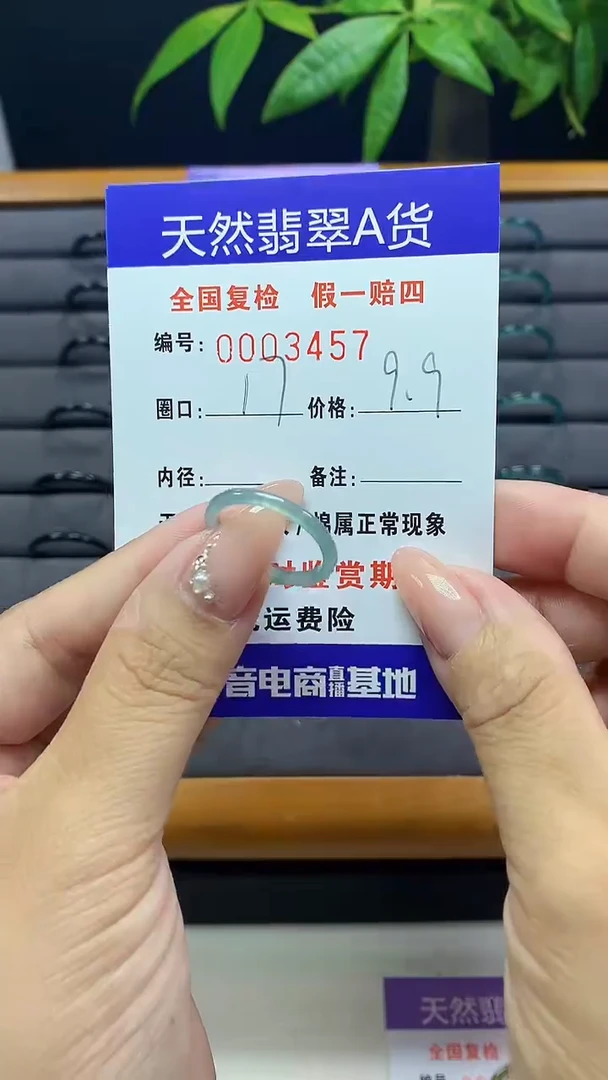 天然翡翠A货
全国复检 假一赔四
编号：0003457
圈口：17 价格：9.9
内径： 备注：
棉属正常现象
鉴赏期
运费险
音电商直播基地
天然翡
全国复检